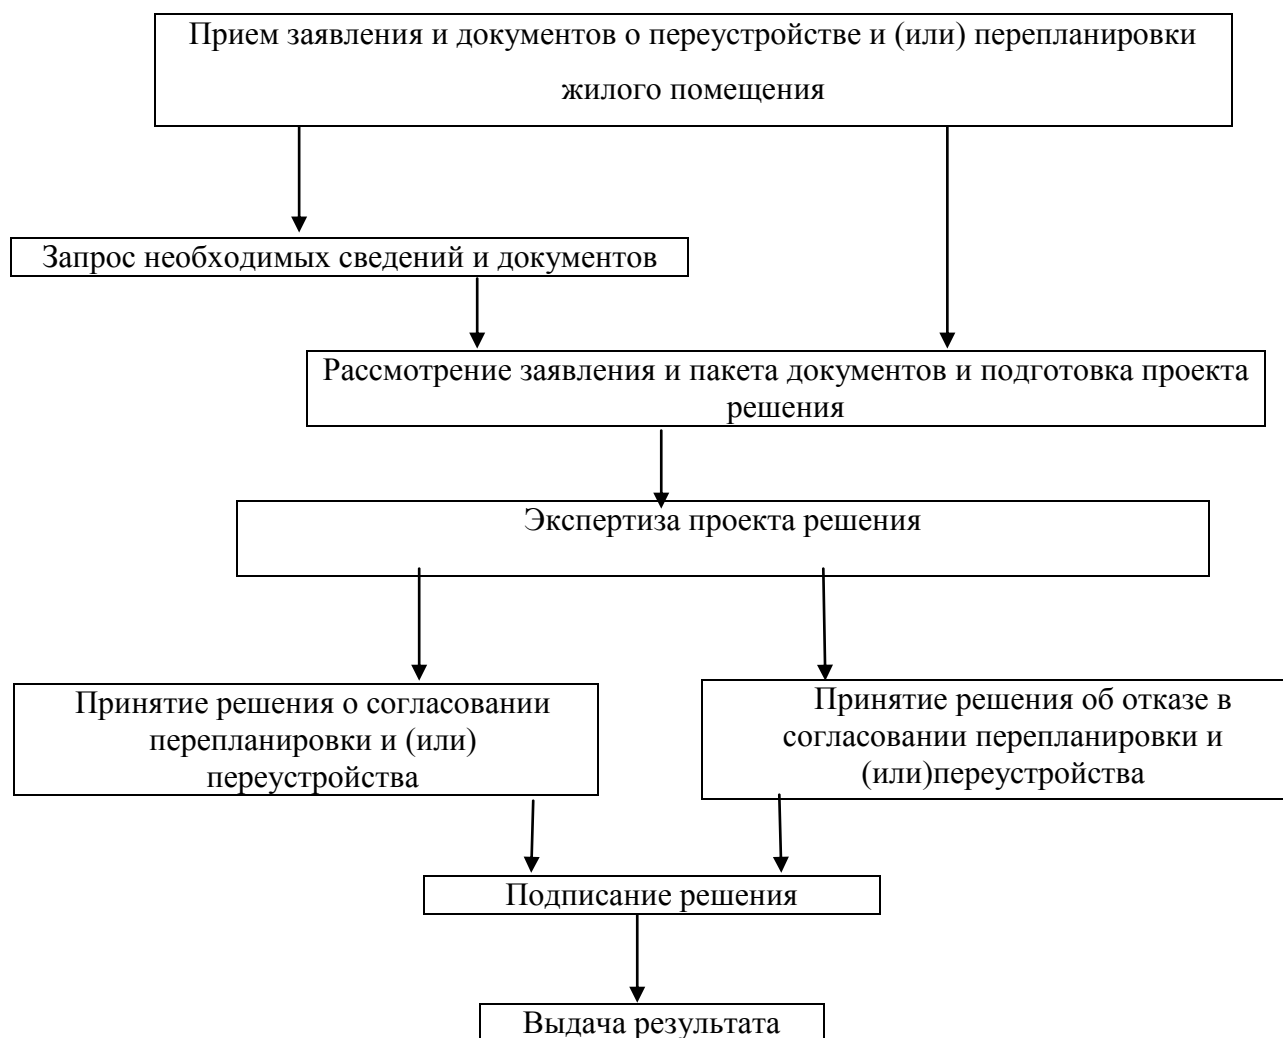 Прием заявления и документов о переустройстве и (или) перепланировки
жилого помещения
Запрос необходимых сведений и документов
Рассмотрение заявления и пакета документов и подготовка проекта
решения
Экспертиза проекта решения
Принятие решения о согласовании
перепланировки и (или)
переустройства
Принятие решения об отказе в
согласовании перепланировки и
(или)переустройства
Подписание решения
Выдача результата